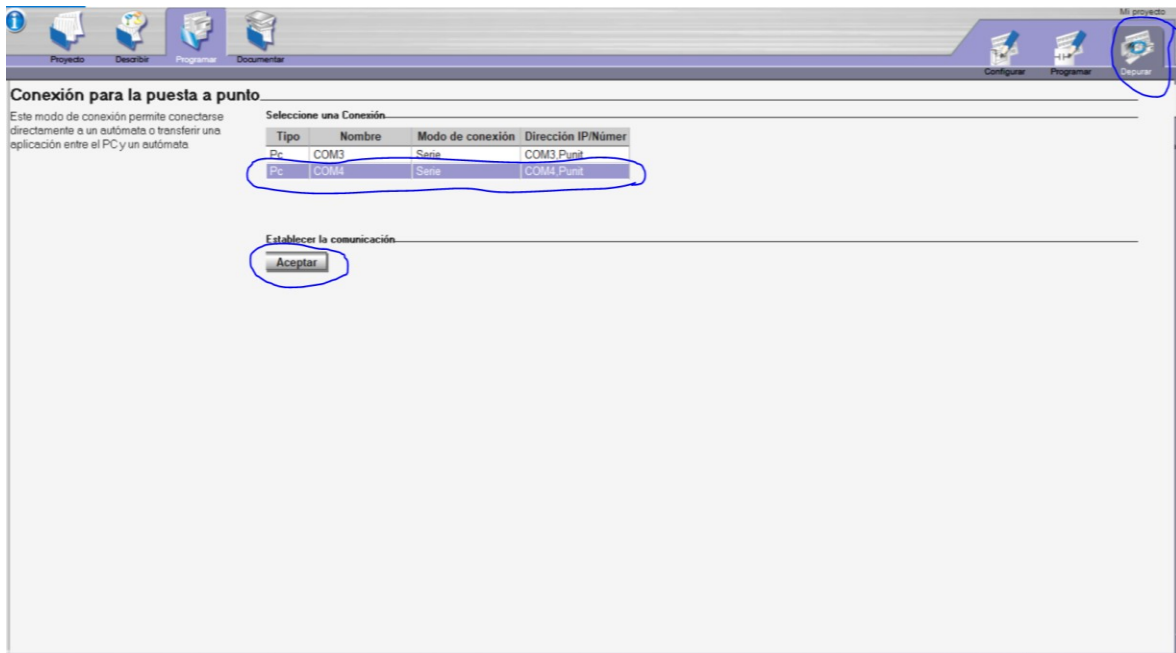 Mi proyecto
Proyecto
Describir
Programar
Documentar
Configurar
Programar
Depurar
Conexión para la puesta a punto
Este modo de conexión permite conectarse
directamente a un autómata o transferir una
aplicación entre el PC y un autómata
Seleccione una Conexión
Tipo Nombre Modo de conexión Dirección IP/Númer
Pc COM3 Serie COM3,Punit
Pc COM4 Serie COM4,Punit
Establecer la comunicación
Aceptar